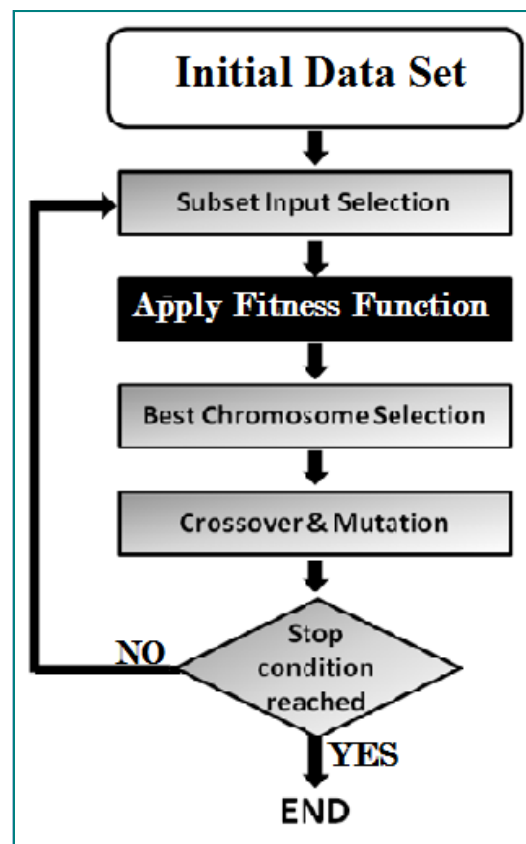 Initial Data Set
Subset Input Selection
Apply Fitness Function
Best Chromosome Selection
Crossover & Mutation
Stop
condition
reached
NO
YES
END